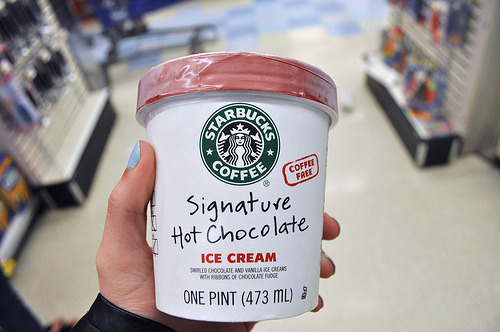 STARBUCKS
COFFEE
®
COFFEE
FREE
Signature
Hot Chocolate
ICE CREAM
SWIRLED CHOCOLATE AND VANILLA ICE CREAMS
WITH RIBBONS OF CHOCOLATE FUDGE
ONE PINT (473 mL)